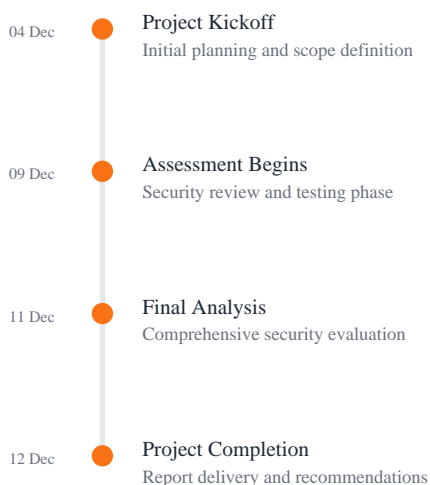 04 Dec
Project Kickoff
Initial planning and scope definition
09 Dec
Assessment Begins
Security review and testing phase
11 Dec
Final Analysis
Comprehensive security evaluation
12 Dec
Project Completion
Report delivery and recommendations